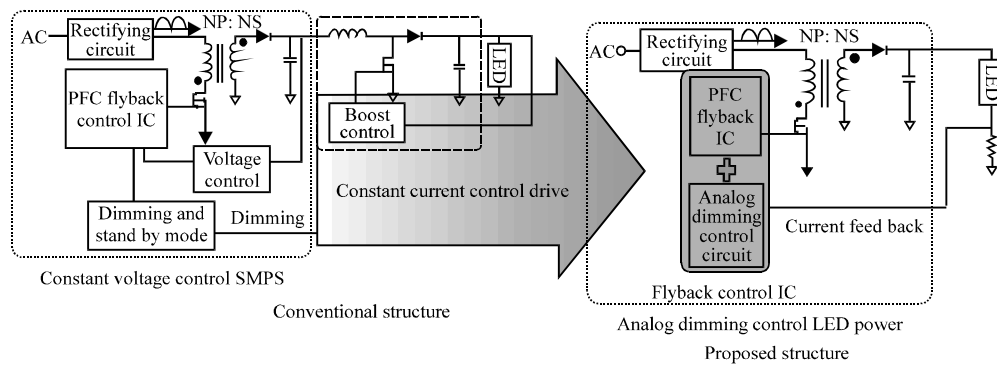 AC
Rectifying
circuit
NP: NS
PFC flyback
control IC
Voltage
control
Dimming and
stand by mode
Dimming
Constant voltage control SMPS
Boost
control
LED
Constant current control drive
Conventional structure
AC
Rectifying
circuit
NP: NS
PFC
flyback
IC
Analog
dimming
control
circuit
LED
Current feed back
Flyback control IC
Analog dimming control LED power
Proposed structure